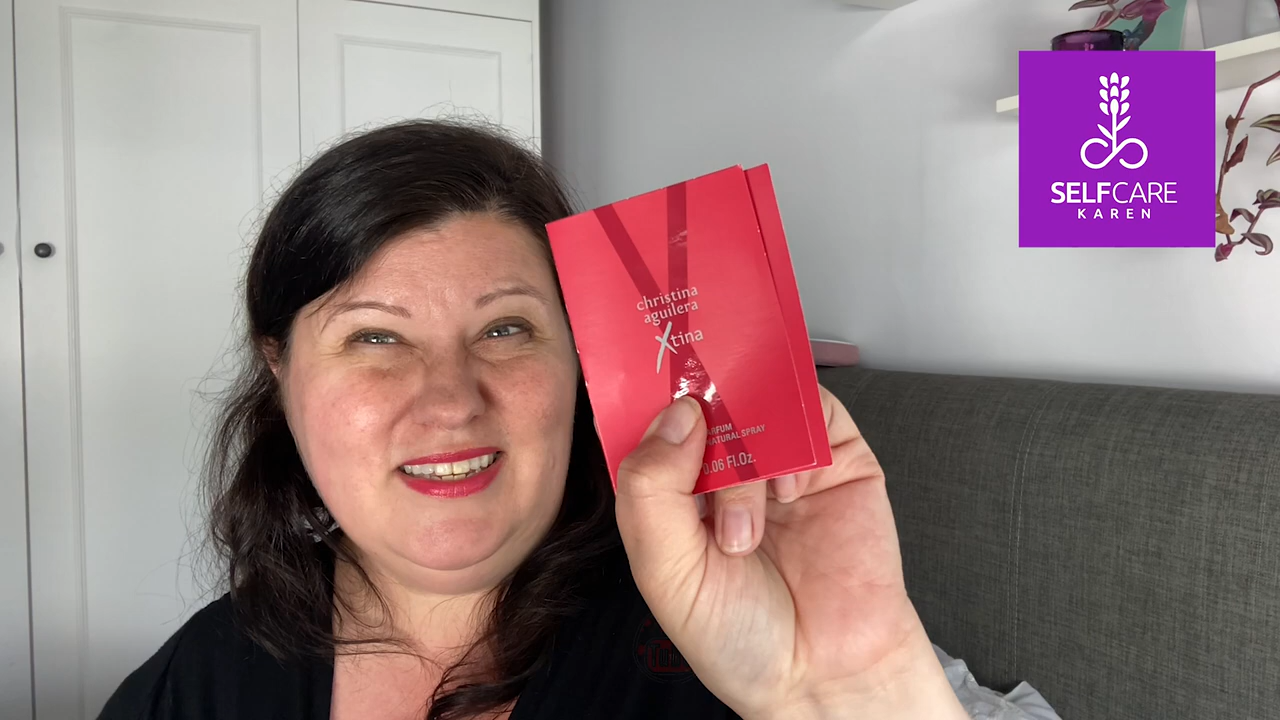 SELFCARE
KAREN
christina
aguilera
Xtina
NATURAL SPRAY
0.06 Fl.Oz.